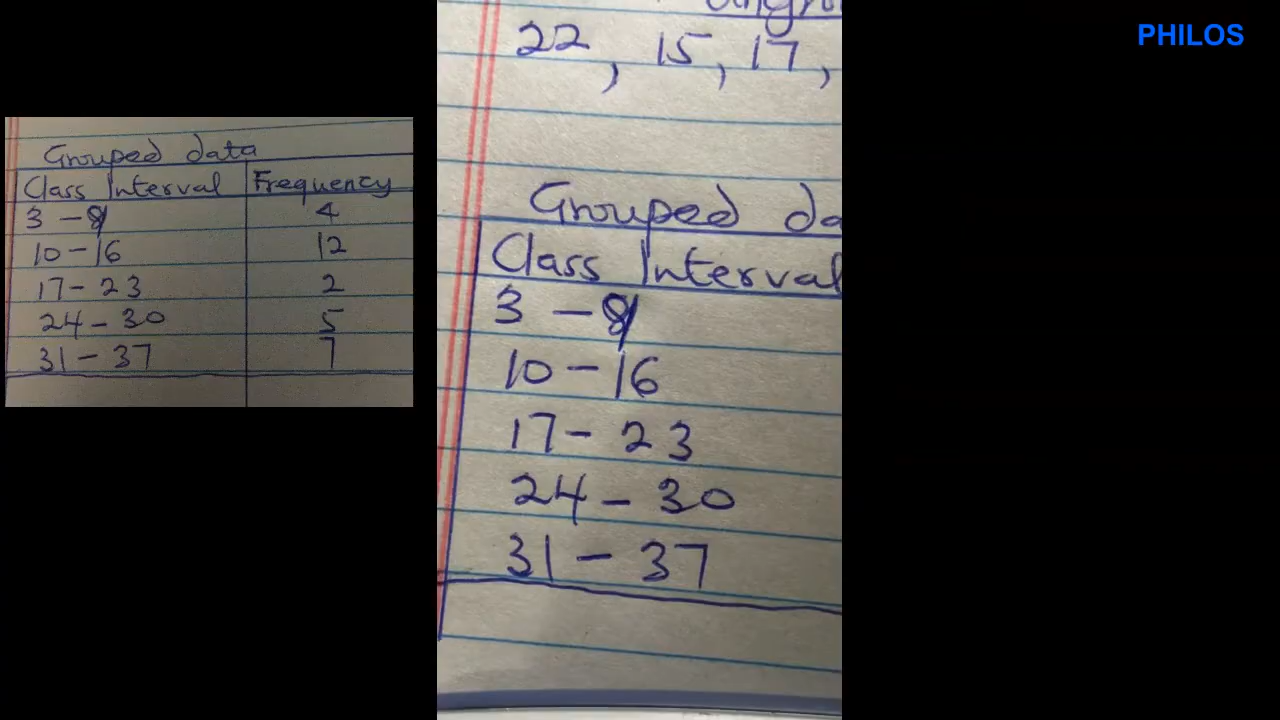 PHILOS
Grouped data
Class Interval Frequency
3 - 9 4
10 - 16 12
17 - 23 2
24 - 30 5
31 - 37 7
22, 15, 17,
Grouped da
Class Interval
3 - 9
10 - 16
17 - 23
24 - 30
31 - 37